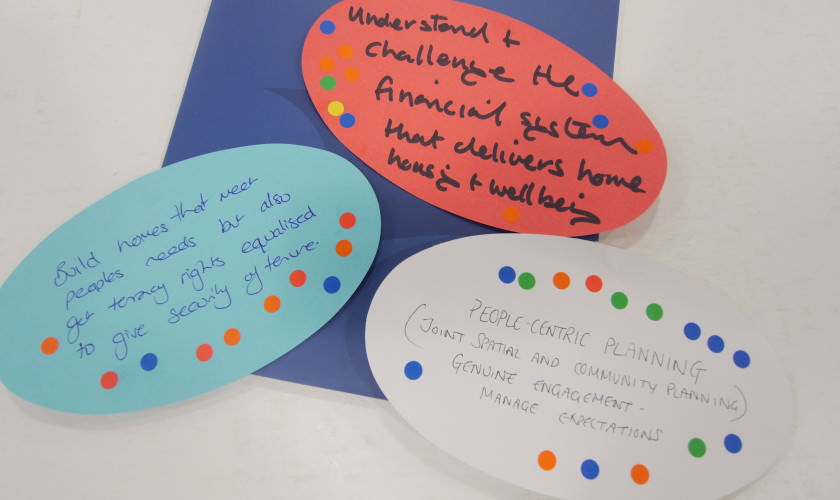 Understand +
Challenge the
financial system
that delivers home
housing + wellbeing
Build homes that meet
peoples needs but also
get tenancy rights equalised
to give security of tenure.
PEOPLE-CENTRIC PLANNING
(JOINT SPATIAL AND COMMUNITY PLANNING)
GENUINE ENGAGEMENT -
MANAGE EXPECTATIONS